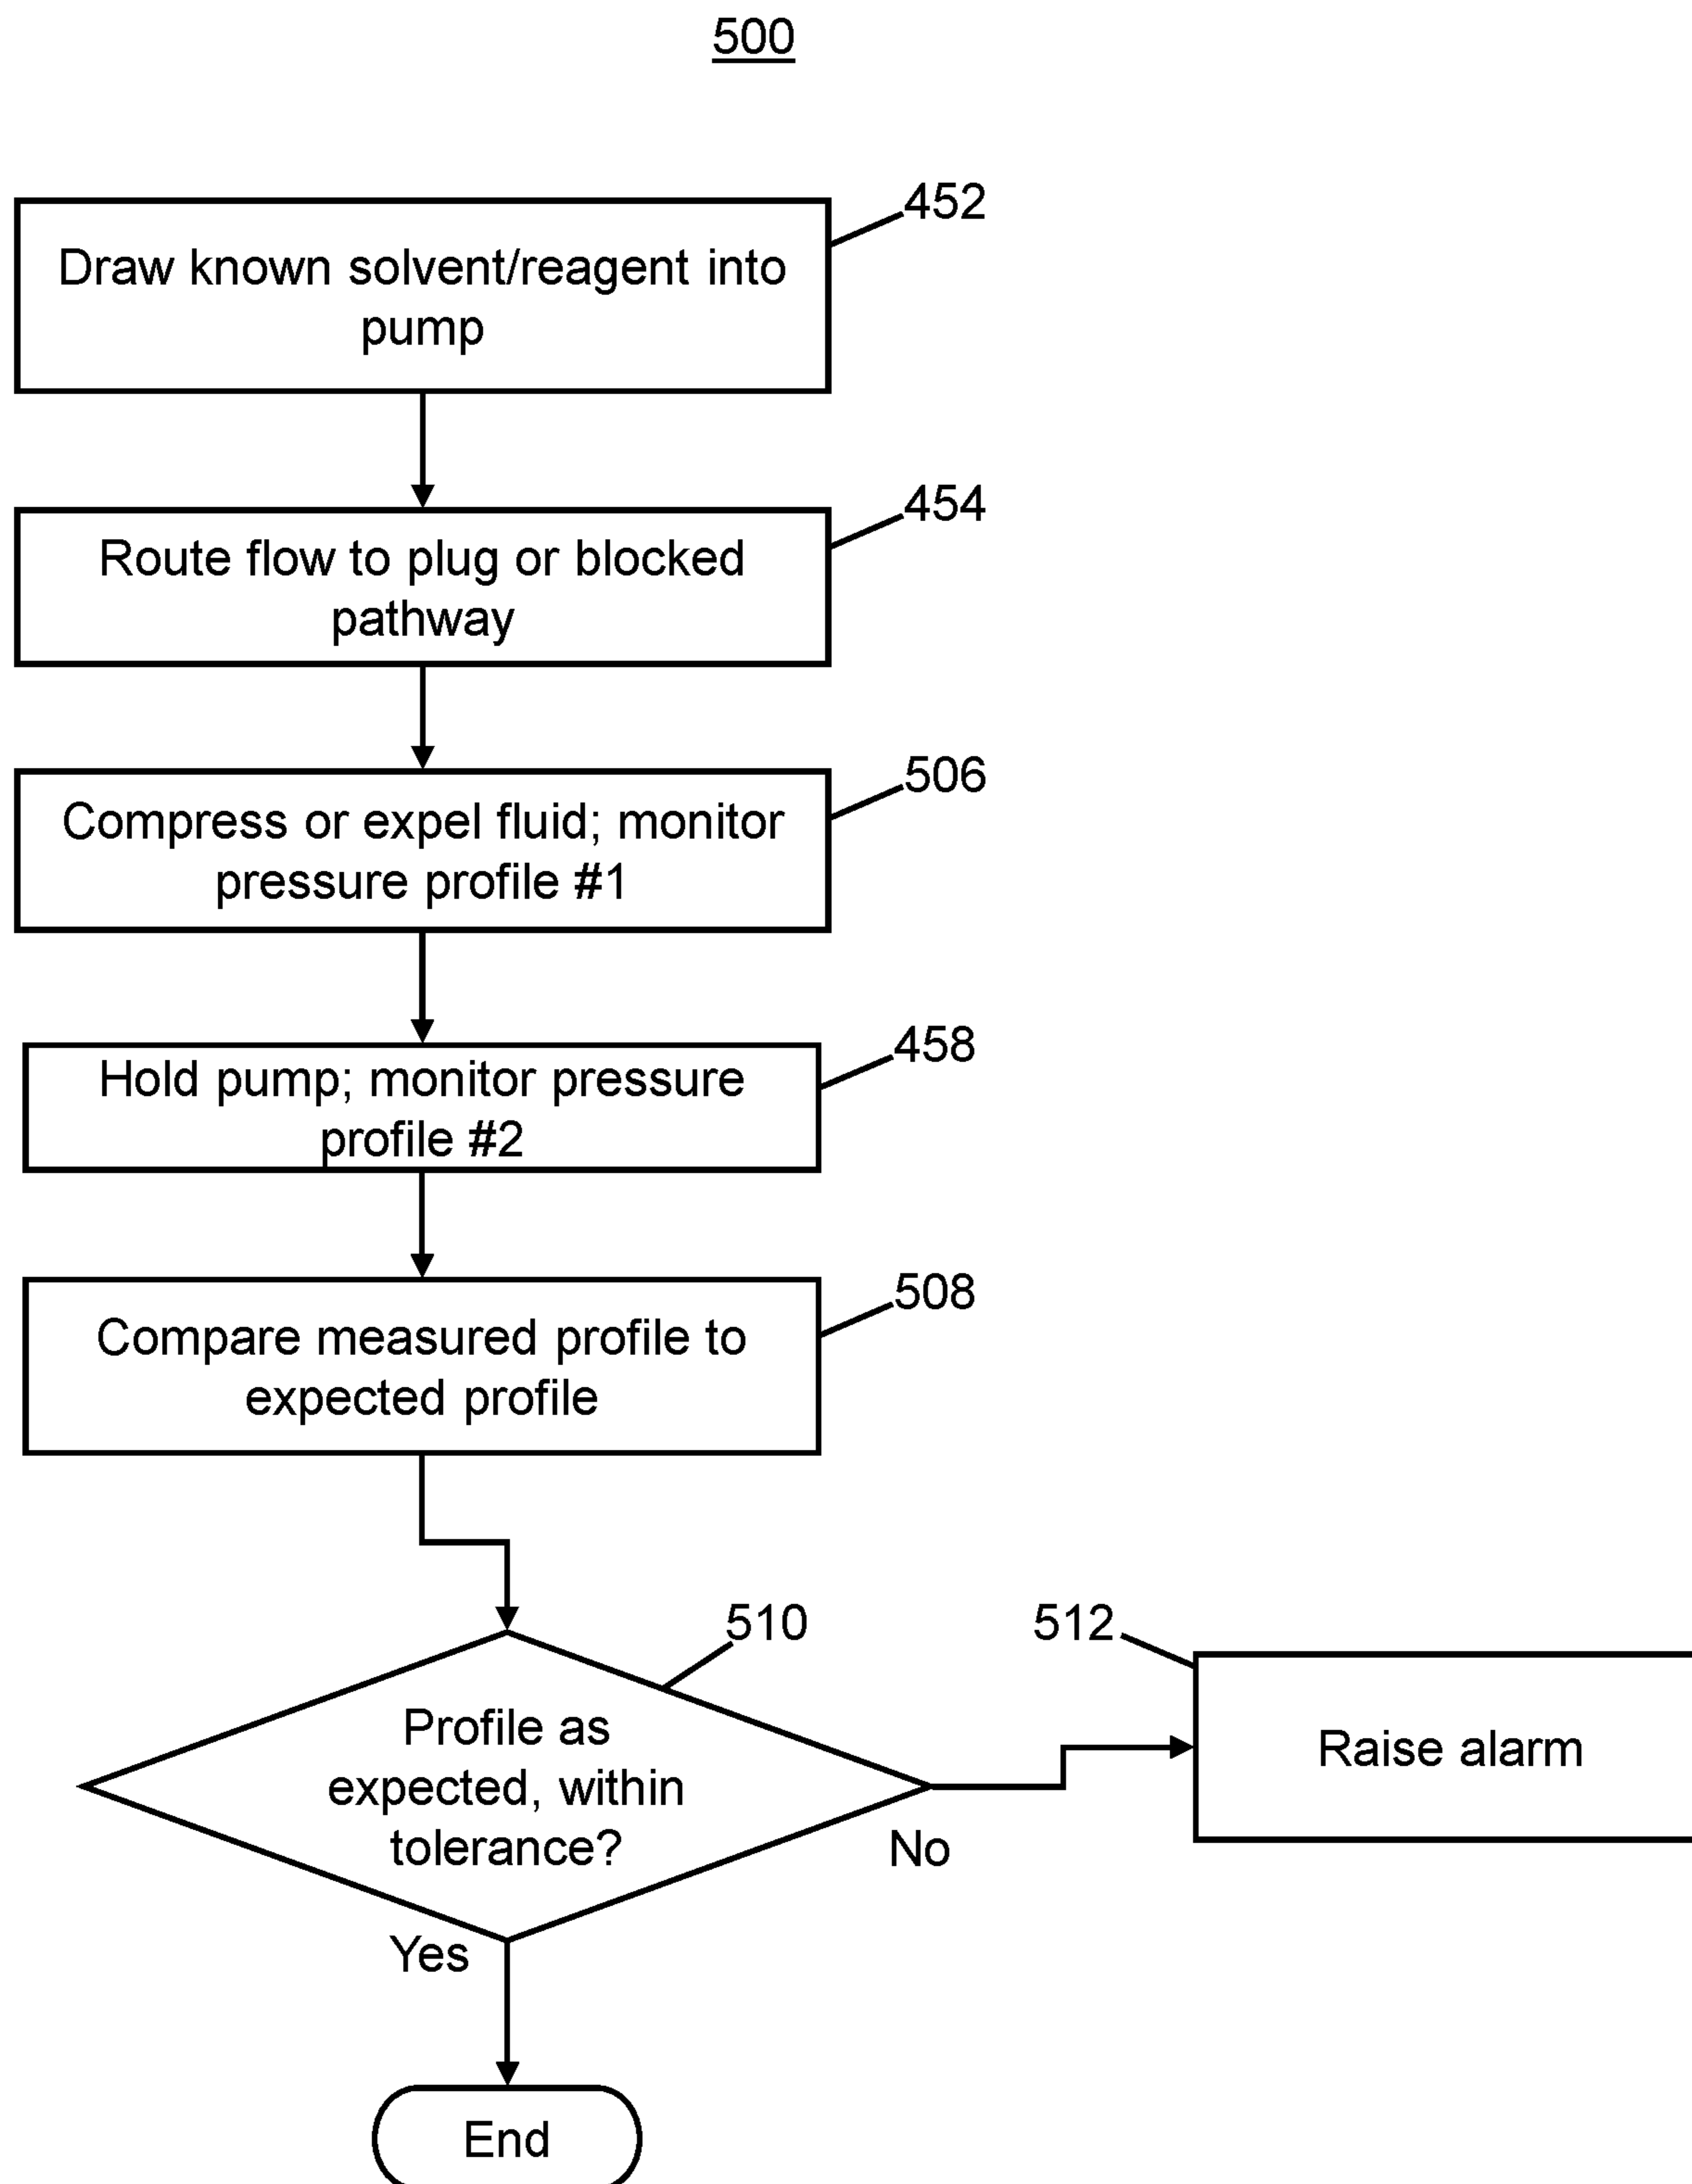 500
452
Draw known solvent/reagent into
pump
454
Route flow to plug or blocked
pathway
506
Compress or expel fluid; monitor
pressure profile #1
458
Hold pump; monitor pressure
profile #2
508
Compare measured profile to
expected profile
510
512
Profile as
expected, within
tolerance?
Raise alarm
No
Yes
End